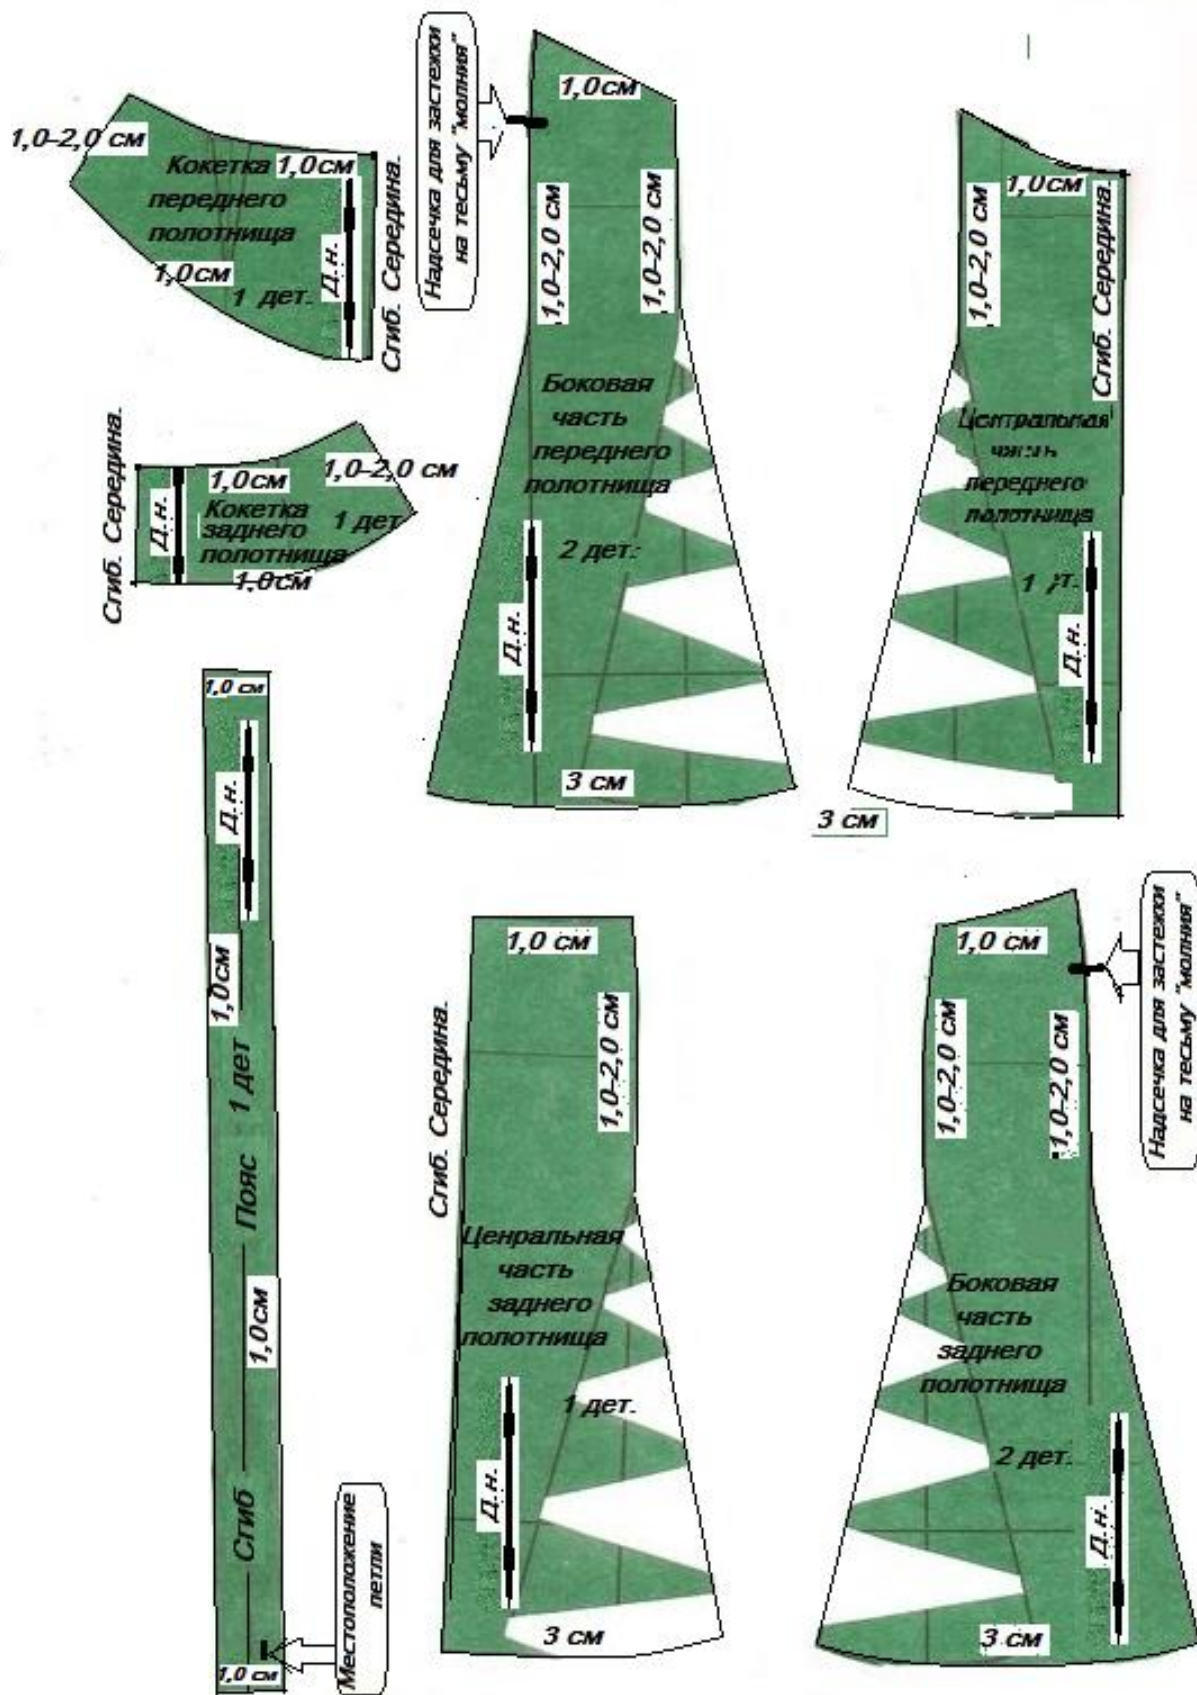 1,0-2,0 см
Кокетка
переднего
полотнища
1,0см
1,0см
1 дет.
Д.н.
Сгиб. Середина.
Надсечка для застежки
на тесьму "молния"
1,0см
1,0-2,0 см
1,0-2,0 см
Боковая
часть
переднего
полотнища
2 дет.
Д.н.
3 см
1,0см
1,0-2,0 см
Сгиб. Середина.
Центральная
часть
переднего
полотнища
Д.н.
3 см
Сгиб. Середина.
Д.н.
1,0см
1,0-2,0 см
Кокетка
заднего
полотнища
1 дет
1,0см
1,0 см
Д.н.
1,0см
1 дет
Пояс
1,0см
Сгиб
1,0 см
Местоположение
петли
1,0 см
1,0-2,0 см
Сгиб. Середина.
Ценральная
часть
заднего
полотнища
1 дет.
Д.н.
3 см
1,0 см
1,0-2,0 см
1,0-2,0 см
Надсечка для застежки
на тесьму "молния"
Боковая
часть
заднего
полотнища
2 дет.
Д.н.
3 см